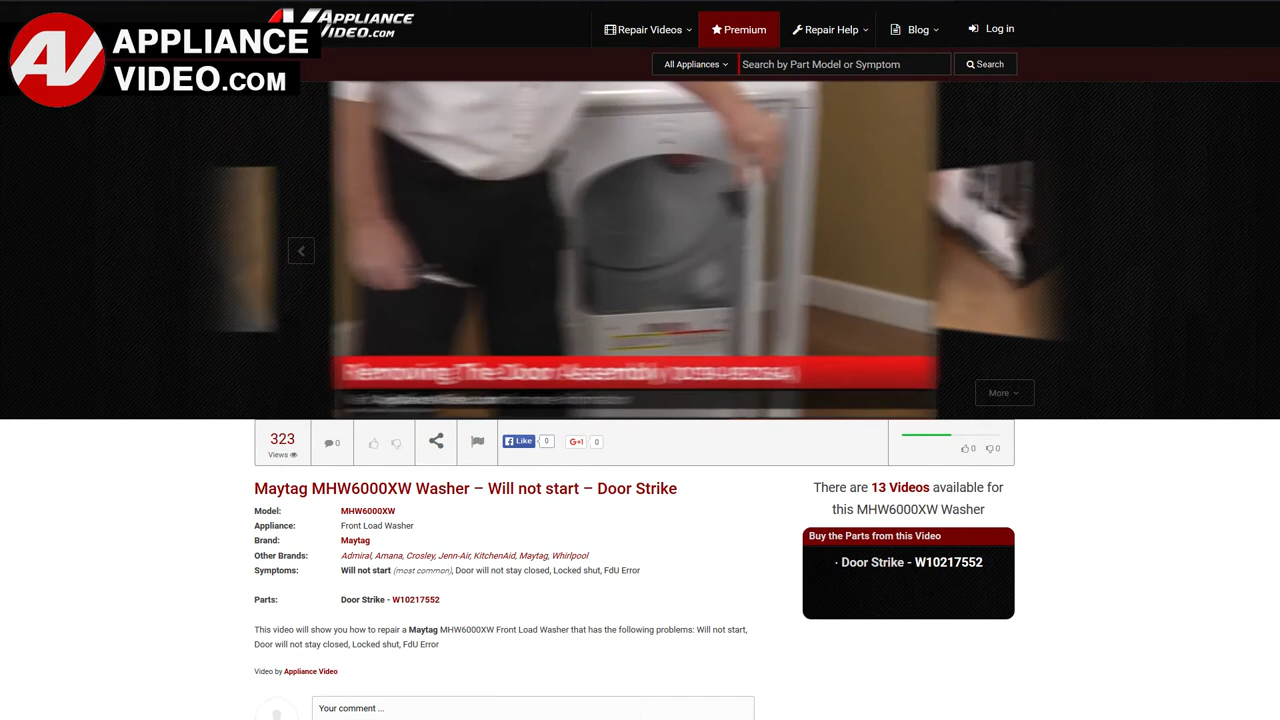 APPLIANCE
VIDEO.COM
APPLIANCE
VIDEO.COM
Repair Videos
Premium
Repair Help
Blog
Log in
All Appliances
Search by Part Model or Symptom
Search
Removing The Door Assembly
More
323
Views
0
Like
0
G+1
0
0
0
Maytag MHW6000XW Washer – Will not start – Door Strike
Model: MHW6000XW
Appliance: Front Load Washer
Brand: Maytag
Other Brands: Admiral, Amana, Crosley, Jenn-Air, KitchenAid, Maytag, Whirlpool
Symptoms: Will not start (most common), Door will not stay closed, Locked shut, FdU Error
Parts: Door Strike - W10217552
This video will show you how to repair a Maytag MHW6000XW Front Load Washer that has the following problems: Will not start,
Door will not stay closed, Locked shut, FdU Error
Video by Appliance Video
Your comment ...
There are 13 Videos available for
this MHW6000XW Washer
Buy the Parts from this Video
· Door Strike - W10217552